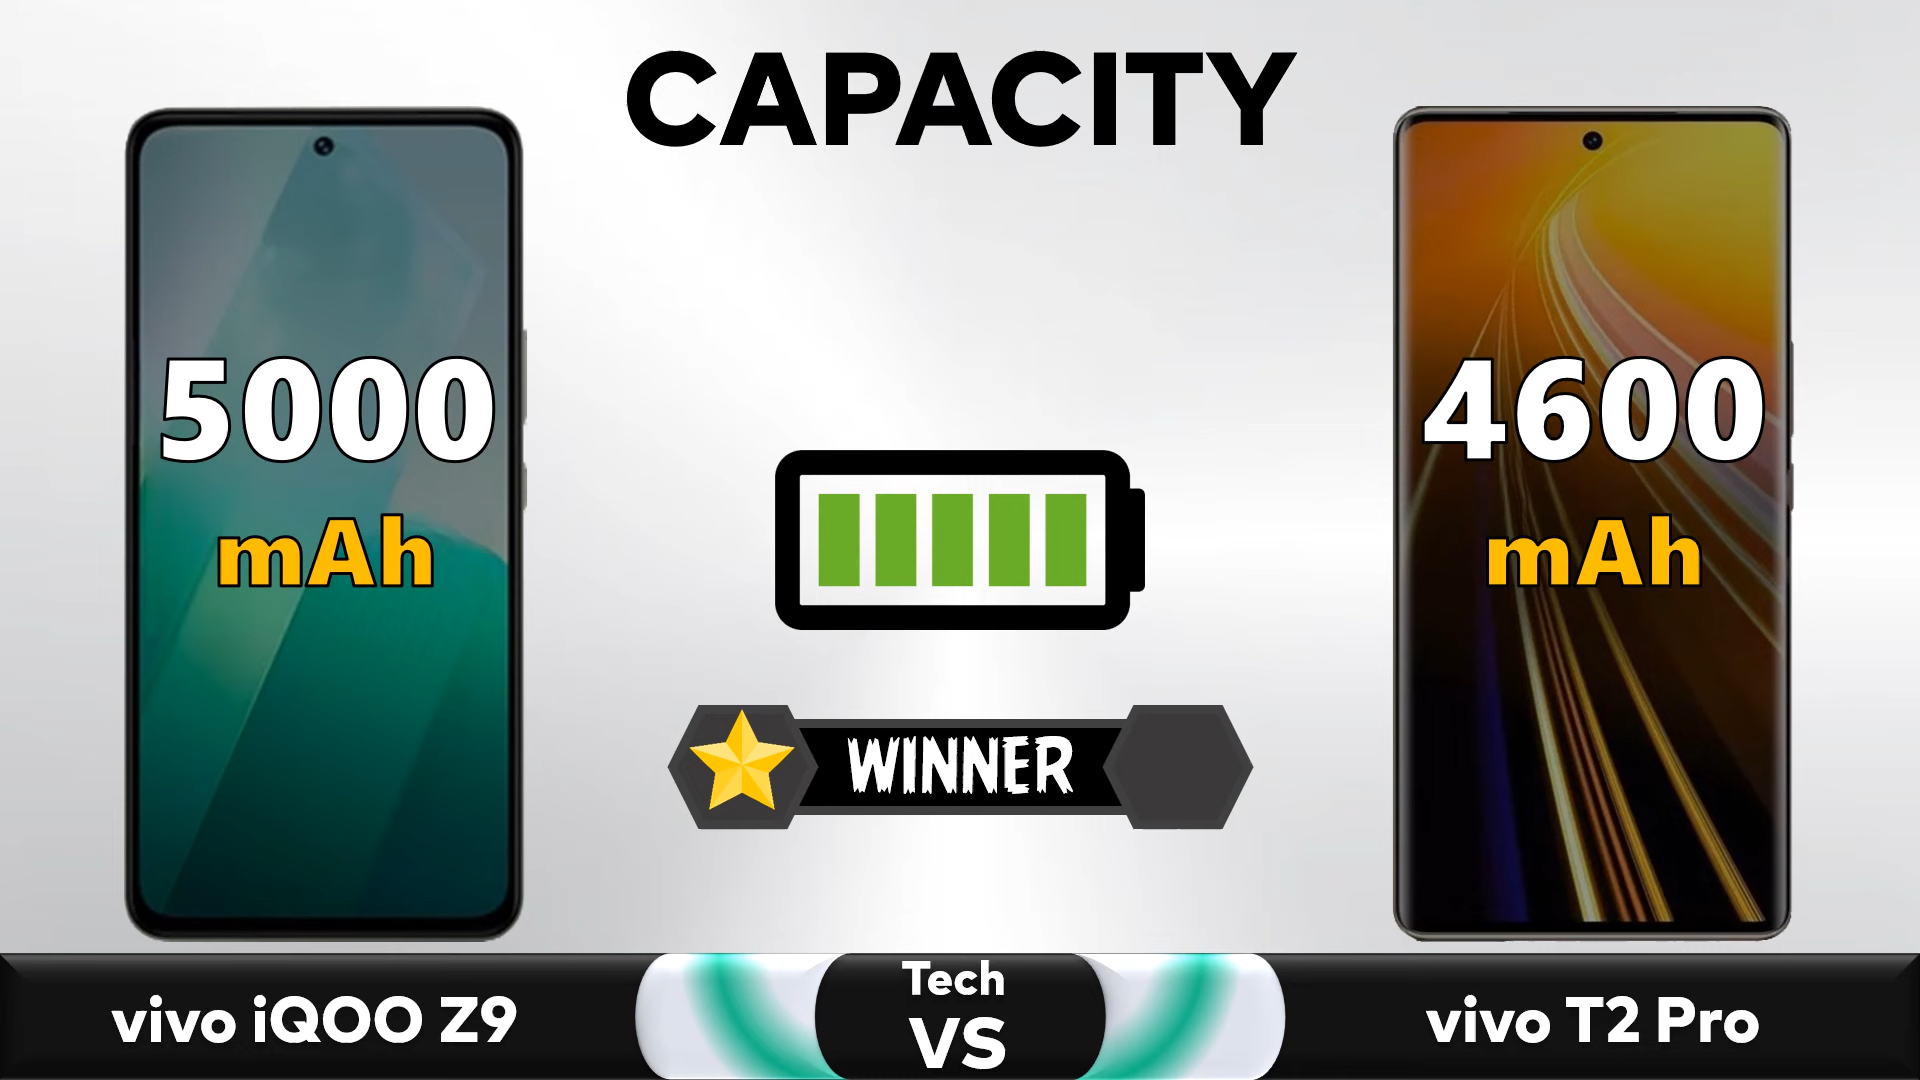 CAPACITY
5000
mAh
4600
mAh
WINNER
vivo iQOO Z9
Tech
VS
vivo T2 Pro